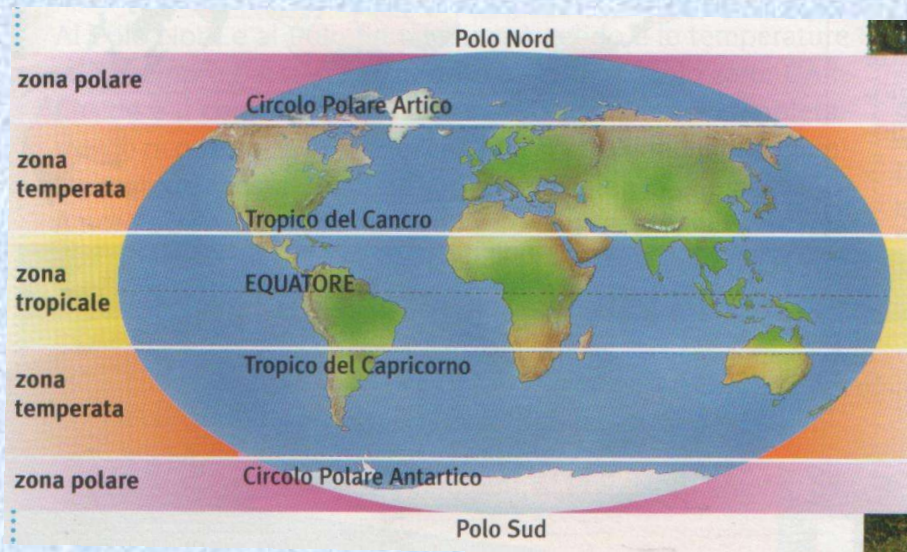 Polo Nord
zona polare
Circolo Polare Artico
zona
temperata
Tropico del Cancro
zona
tropicale
EQUATORE
Tropico del Capricorno
zona
temperata
Circolo Polare Antartico
zona polare
Polo Sud